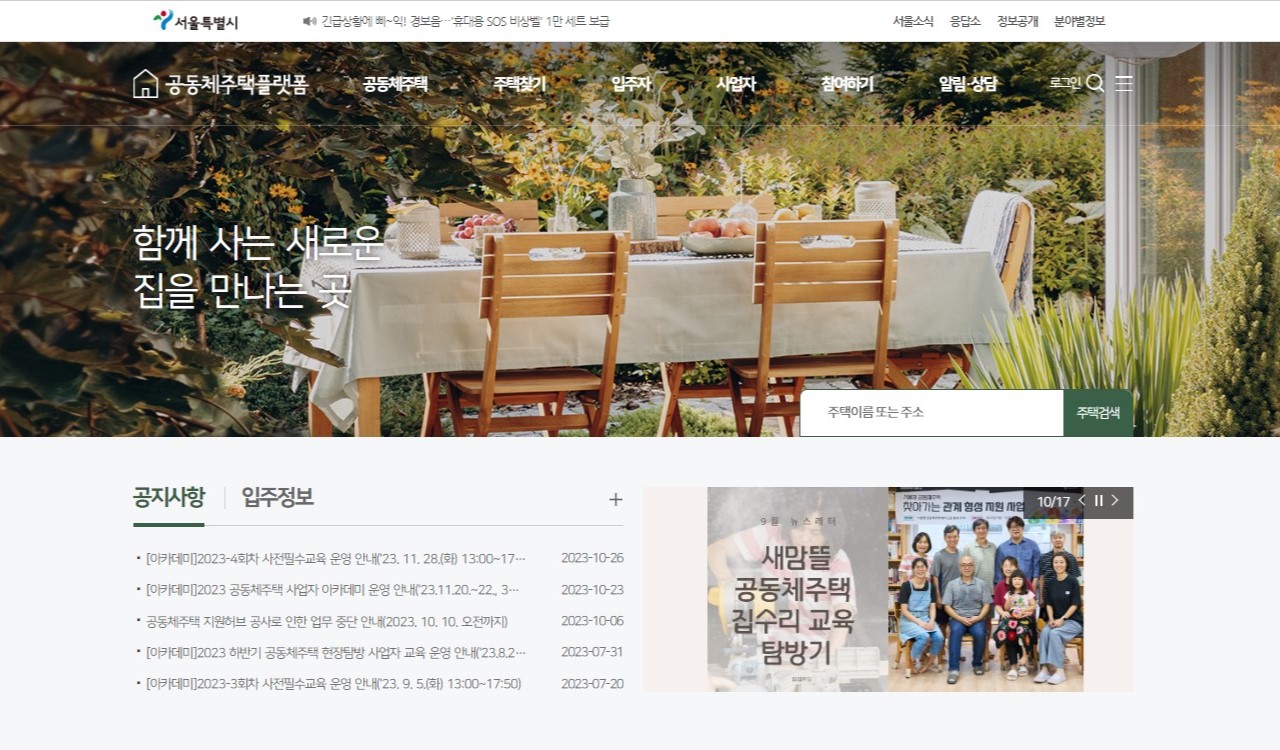 서울특별시
긴급상황에 삐~익! 경보음…'휴대용 SOS 비상벨' 1만 세트 보급
서울소식 응답소 정보공개 분야별정보
공동체주택플랫폼 공동체주택 주택찾기 입주자 사업자 참여하기 알림·상담 로그인
함께 사는 새로운
집을 만나는 곳
주택이름 또는 주소 주택검색
공지사항 입주정보 +
[아카데미]2023-4회차 사전필수교육 운영 안내('23. 11. 28.(화) 13:00~17… 2023-10-26
[아카데미]2023 공동체주택 사업자 아카데미 운영 안내('23.11.20.~22., 3… 2023-10-23
공동체주택 지원허브 공사로 인한 업무 중단 안내(2023. 10. 10. 오전까지) 2023-10-06
[아카데미]2023 하반기 공동체주택 현장탐방 사업자 교육 운영 안내('23.8.2… 2023-07-31
[아카데미]2023-3회차 사전필수교육 운영 안내('23. 9. 5.(화) 13:00~17:50) 2023-07-20
10/17
9월 뉴스레터
새맘뜰
공동체주택
집수리 교육
탐방기
찾아가는 관계 형성 지원 사업